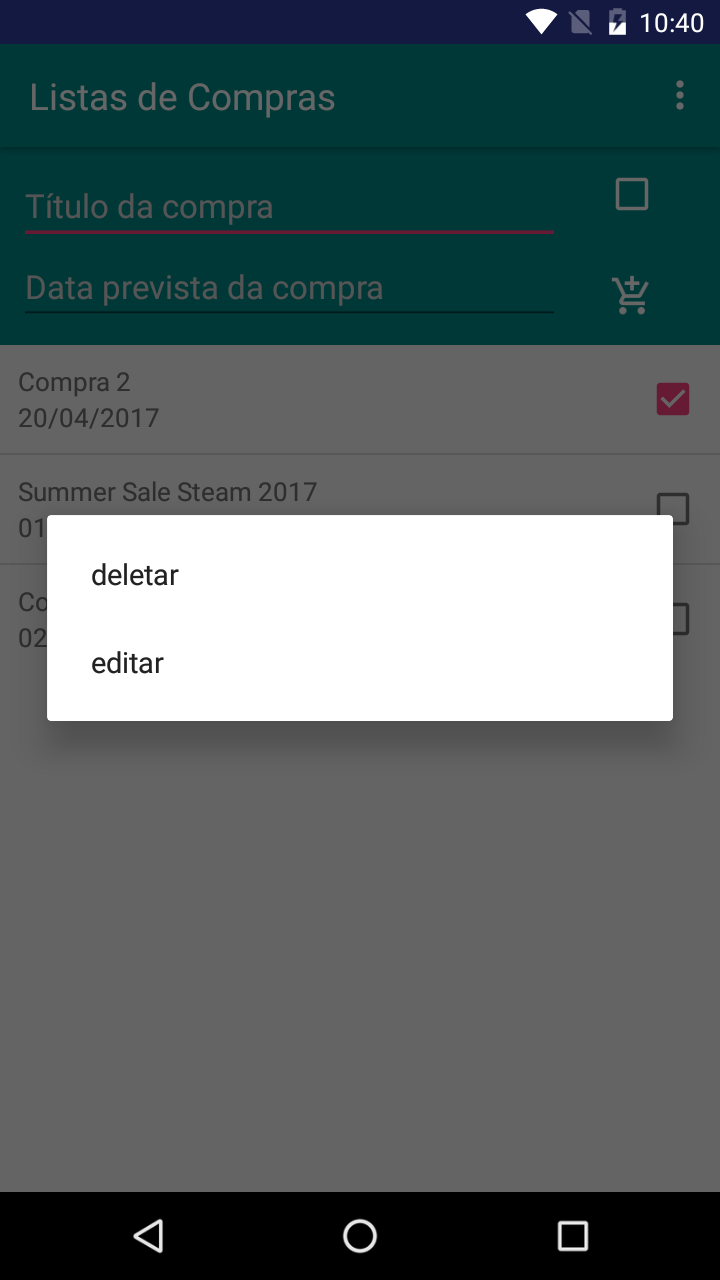 10:40
Listas de Compras
Título da compra
Data prevista da compra
Compra 2
20/04/2017
Summer Sale Steam 2017
01
Co
02
deletar
editar